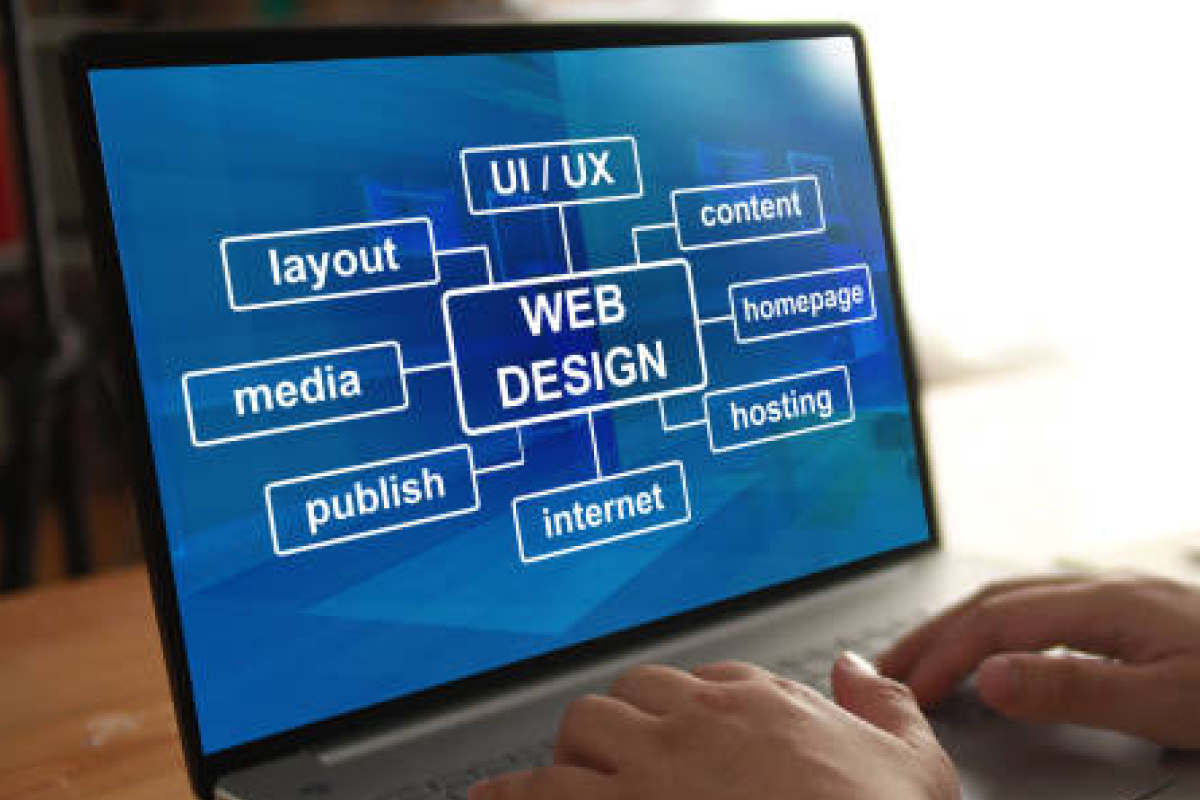 UI / UX
content
layout
WEB
DESIGN
homepage
media
hosting
publish
internet